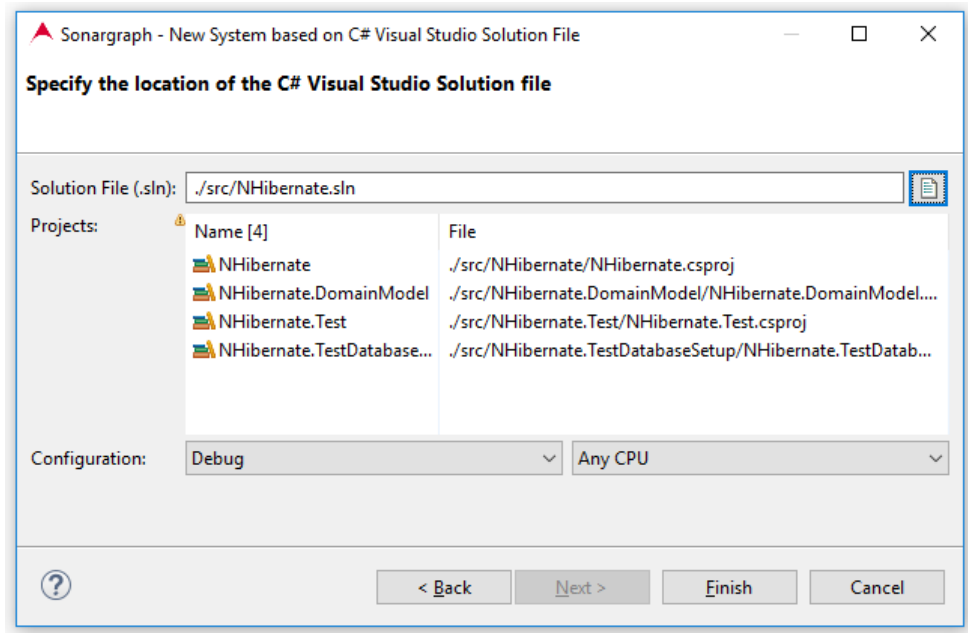 Sonargraph - New System based on C# Visual Studio Solution File
Specify the location of the C# Visual Studio Solution file
Solution File (.sln): ./src/NHibernate.sln
Projects:
Name [4] File
NHibernate ./src/NHibernate/NHibernate.csproj
NHibernate.DomainModel ./src/NHibernate.DomainModel/NHibernate.DomainModel....
NHibernate.Test ./src/NHibernate.Test/NHibernate.Test.csproj
NHibernate.TestDatabase... ./src/NHibernate.TestDatabaseSetup/NHibernate.TestDatab...
Configuration: Debug Any CPU
? < Back Next > Finish Cancel